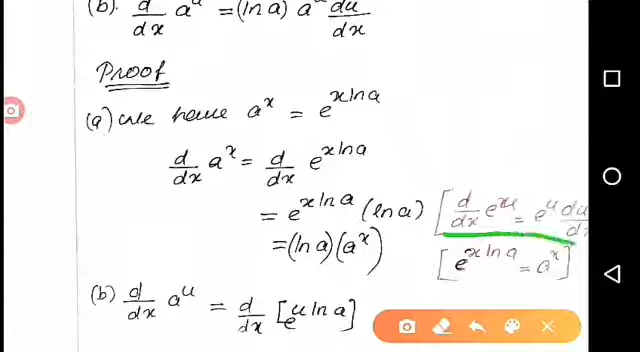 (b). d/dx a^u = (ln a) a^u du/dx
Proof
(a) We have a^x = e^(x ln a)
d/dx a^x = d/dx e^(x ln a)
= e^(x ln a) (ln a) [d/dx e^u = e^u du/dx
= (ln a)(a^x) [e^(x ln a) = a^x]
(b) d/dx a^u = d/dx [e^(u ln a)]